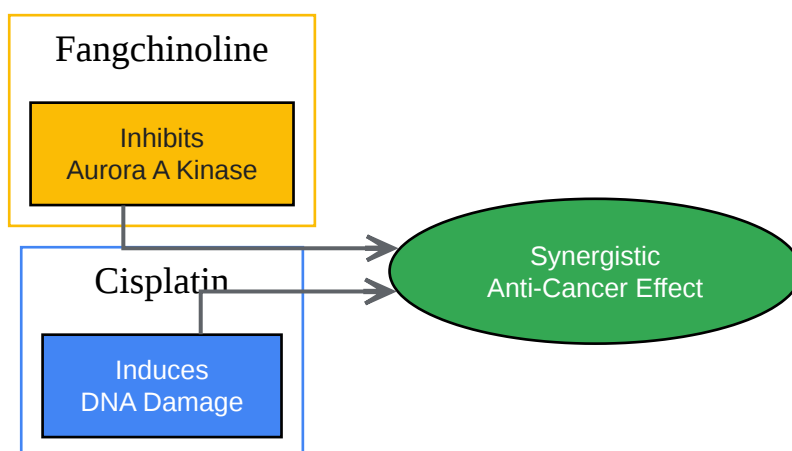 Fangchinoline
Inhibits
Aurora A Kinase
Cisplatin
Induces
DNA Damage
Synergistic
Anti-Cancer Effect